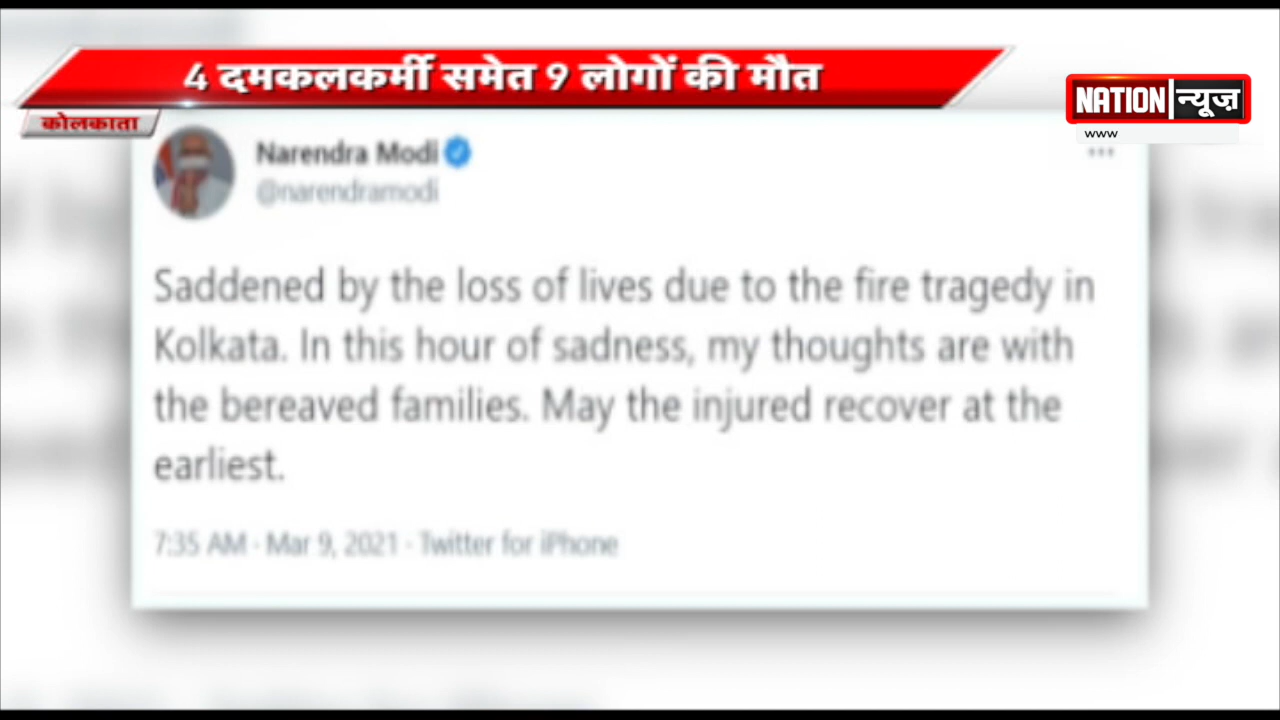 4 दमकलकर्मी समेत 9 लोगों की मौत
कोलकाता
NATION न्यूज़
www
Narendra Modi
@narendramodi
Saddened by the loss of lives due to the fire tragedy in
Kolkata. In this hour of sadness, my thoughts are with
the bereaved families. May the injured recover at the
earliest.
7:35 AM · Mar 9, 2021 · Twitter for iPhone